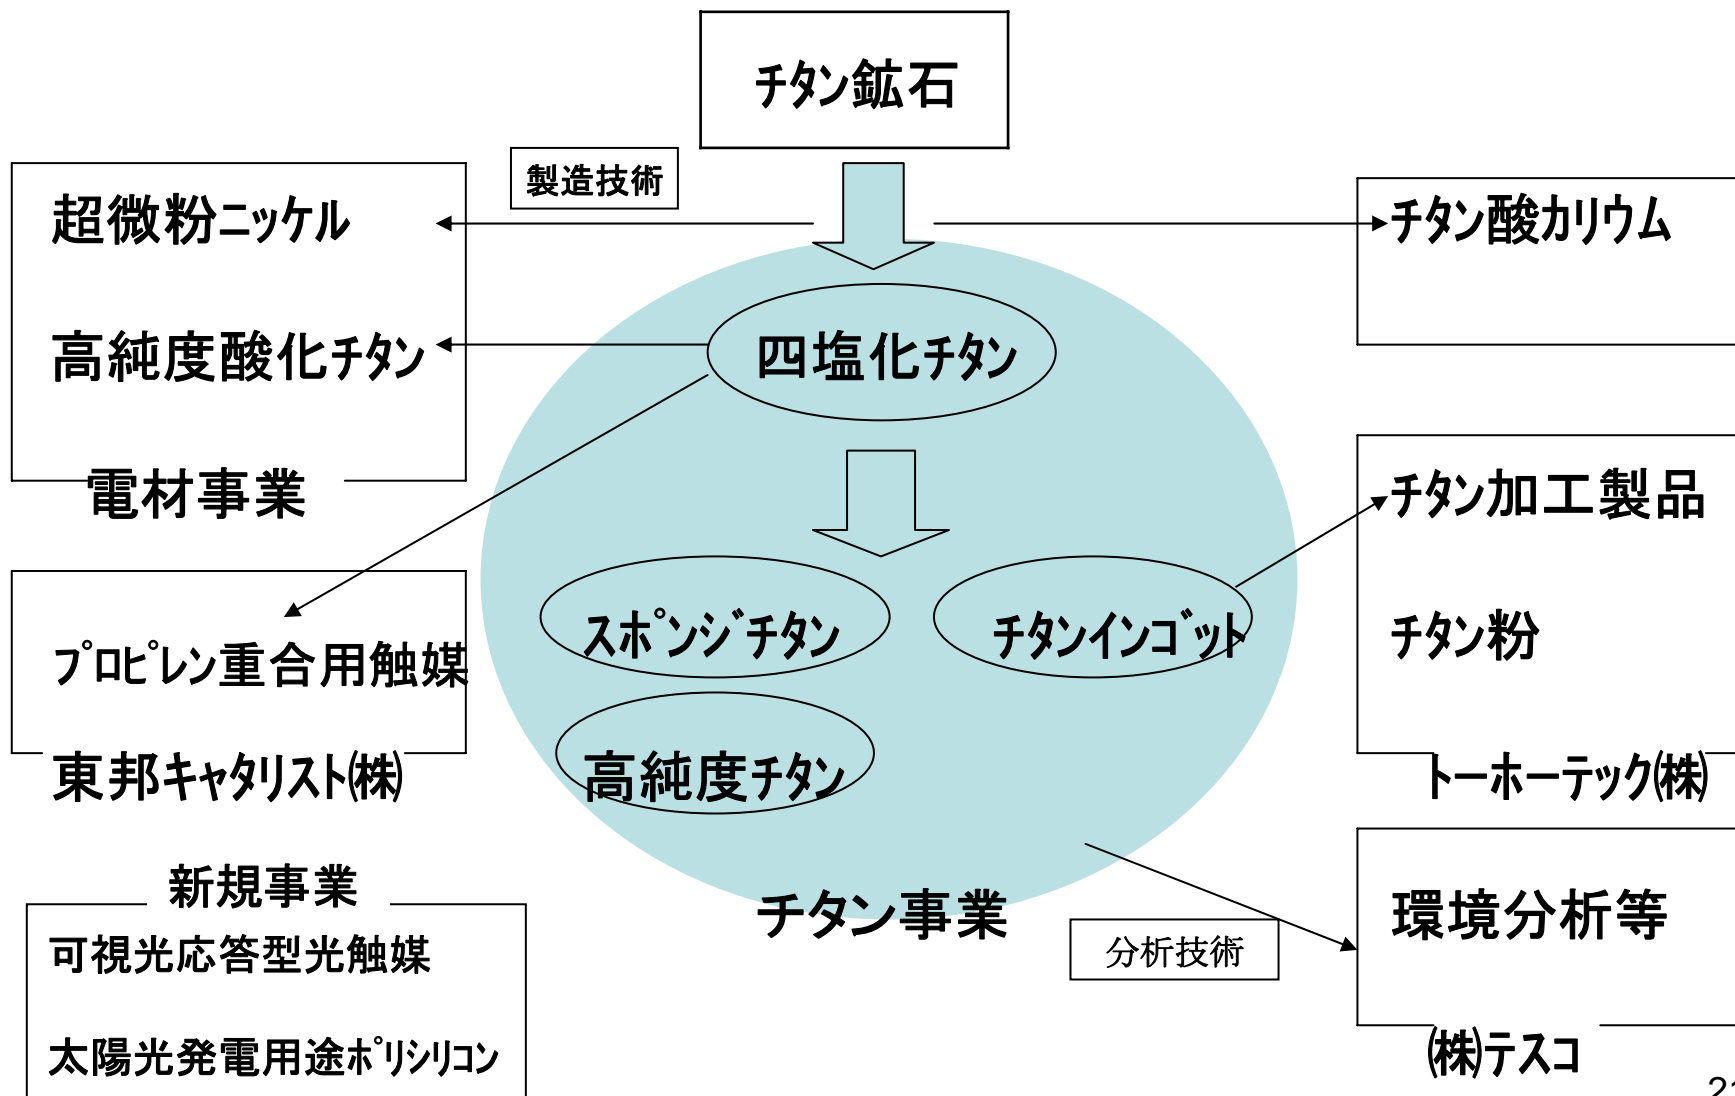 チタン鉱石
製造技術
超微粉ニッケル
チタン酸カリウム
高純度酸化チタン
四塩化チタン
電材事業
チタン加工製品
スポンジチタン
チタンインゴット
チタン粉
プロピレン重合用触媒
東邦キャタリスト(株)
高純度チタン
トーホーテック(株)
新規事業
チタン事業
環境分析等
可視光応答型光触媒
分析技術
太陽光発電用途ポリシリコン
(株)テスコ
21